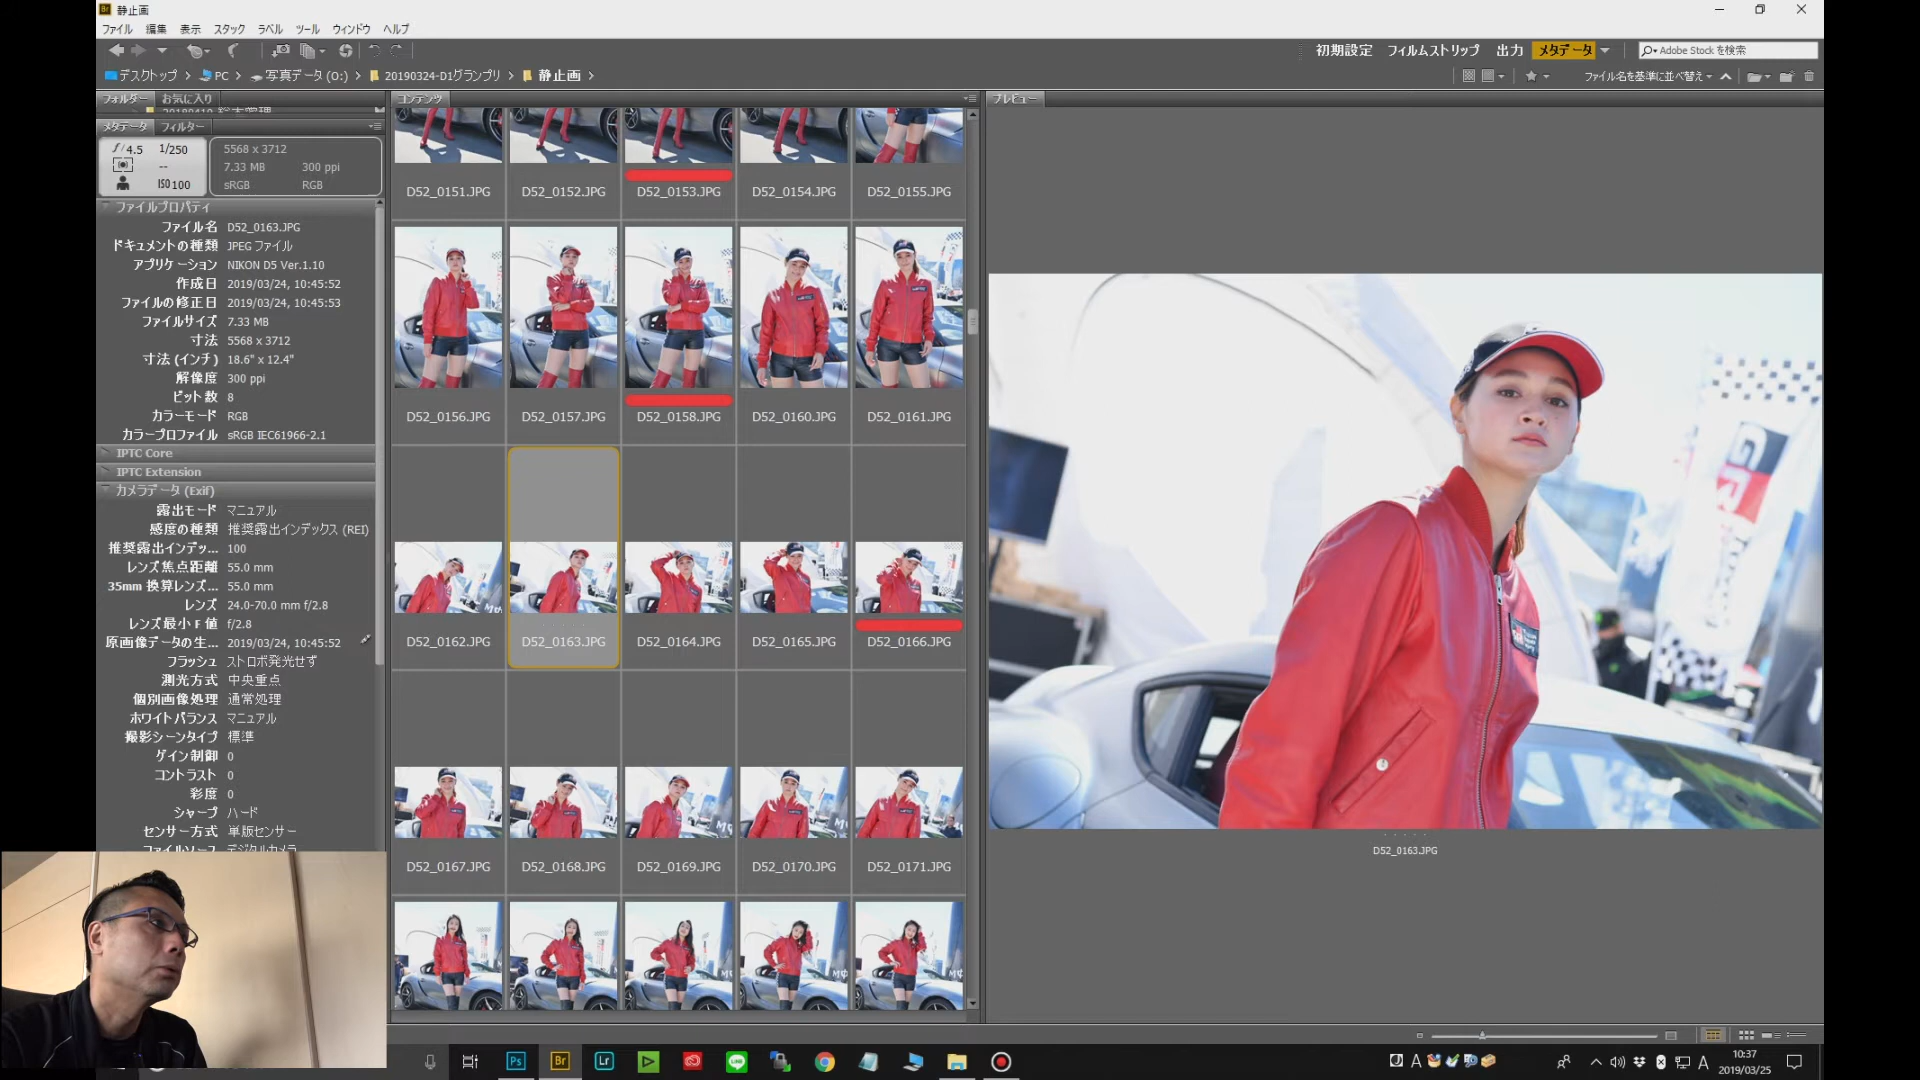 Br 静止画
ファイル 編集 表示 スタック ラベル ツール ウィンドウ ヘルプ
初期設定 フィルムストリップ 出力 メタデータ Adobe Stock を検索
デスクトップ PC 写真データ (O:) 20190324-D1グランプリ 静止画 ファイル名を基準に並べ替え
フォルダー お気に入り コンテンツ プレビュー
メタデータ フィルター
f/4.5 1/250
--
ISO100
5568 x 3712
7.33 MB 300 ppi
sRGB RGB
ファイルプロパティ
ファイル名 D52_0163.JPG
ドキュメントの種類 JPEG ファイル
アプリケーション NIKON D5 Ver.1.10
作成日 2019/03/24, 10:45:52
ファイルの修正日 2019/03/24, 10:45:53
ファイルサイズ 7.33 MB
寸法 5568 x 3712
寸法 (インチ) 18.6" x 12.4"
解像度 300 ppi
ビット数 8
カラーモード RGB
カラープロファイル sRGB IEC61966-2.1
IPTC Core
IPTC Extension
カメラデータ (Exif)
露出モード マニュアル
感度の種類 推奨露出インデックス (REI)
推奨露出インデッ... 100
レンズ焦点距離 55.0 mm
35mm 換算レンズ... 55.0 mm
レンズ 24.0-70.0 mm f/2.8
レンズ最小 F 値 f/2.8
原画像データの生... 2019/03/24, 10:45:52
フラッシュ ストロボ発光せず
測光方式 中央重点
個別画像処理 通常処理
ホワイトバランス マニュアル
撮影シーンタイプ 標準
ゲイン制御 0
コントラスト 0
彩度 0
シャープ ハード
センサー方式 単版センサー
ファイルソース デジタルカメラ
D52_0151.JPG D52_0152.JPG D52_0153.JPG D52_0154.JPG D52_0155.JPG
D52_0156.JPG D52_0157.JPG D52_0158.JPG D52_0160.JPG D52_0161.JPG
D52_0162.JPG D52_0163.JPG D52_0164.JPG D52_0165.JPG D52_0166.JPG
D52_0167.JPG D52_0168.JPG D52_0169.JPG D52_0170.JPG D52_0171.JPG
GR
D52_0163.JPG
Ps Br Lr LINE
A A 10:37
2019/03/25